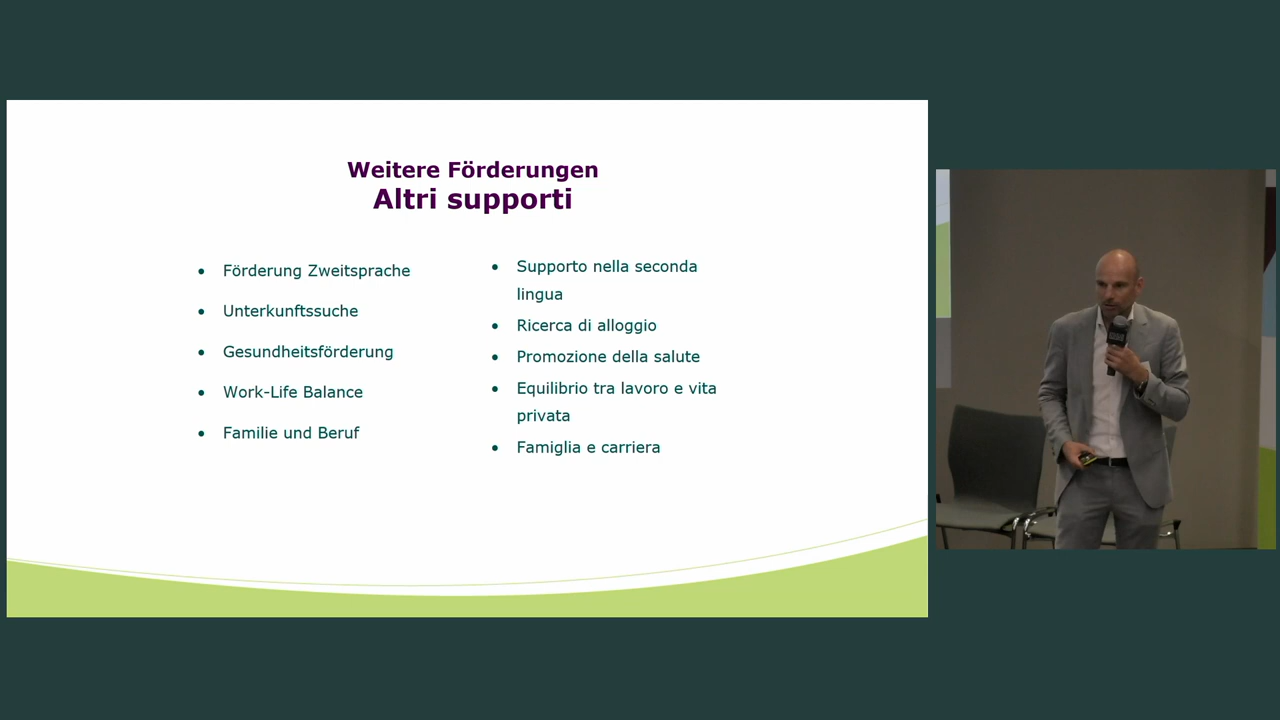 Weitere Förderungen
Altri supporti
• Förderung Zweitsprache
• Unterkunftssuche
• Gesundheitsförderung
• Work-Life Balance
• Familie und Beruf
• Supporto nella seconda
lingua
• Ricerca di alloggio
• Promozione della salute
• Equilibrio tra lavoro e vita
privata
• Famiglia e carriera